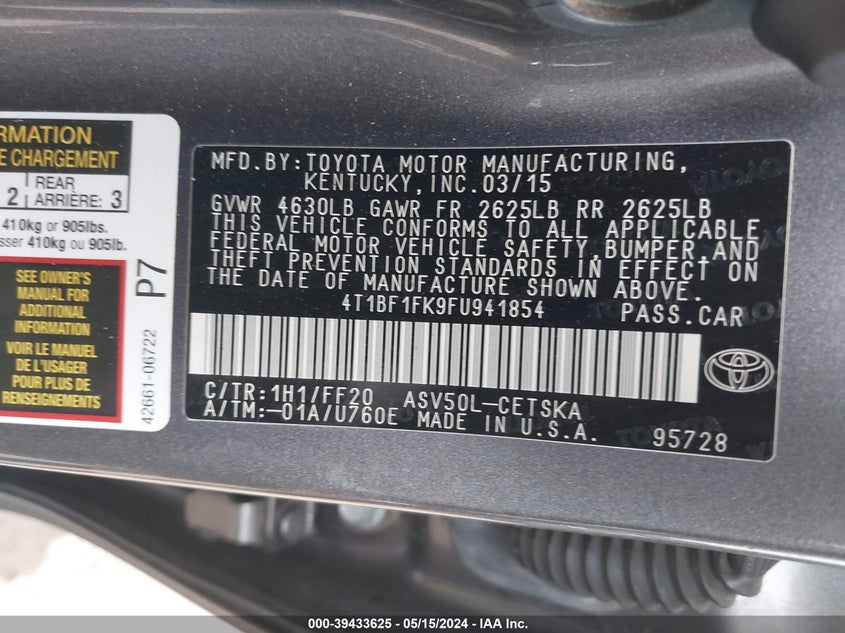 RMATION
E CHARGEMENT
2 REAR ARRIÈRE: 3
410kg or 905lbs.
sser 410kg ou 905lb.
SEE OWNER'S
MANUAL FOR
ADDITIONAL
INFORMATION
VOIR LE MANUEL
DE L'USAGER
POUR PLUS DE
RENSEIGNEMENTS
P7
42661-06722
MFD.BY:TOYOTA MOTOR MANUFACTURING,
KENTUCKY,INC.03/15
GVWR 4630LB GAWR FR 2625LB RR 2625LB
THIS VEHICLE CONFORMS TO ALL APPLICABLE
FEDERAL MOTOR VEHICLE SAFETY,BUMPER,AND
THEFT PREVENTION STANDARDS IN EFFECT ON
THE DATE OF MANUFACTURE SHOWN ABOVE.
4T1BF1FK9FU941854 PASS.CAR
C/TR:1H1/FF20 ASV50L-CETSKA
A/TM:-01A/U760E MADE IN U.S.A. 95728
000-39433625 - 05/15/2024 - IAA Inc.